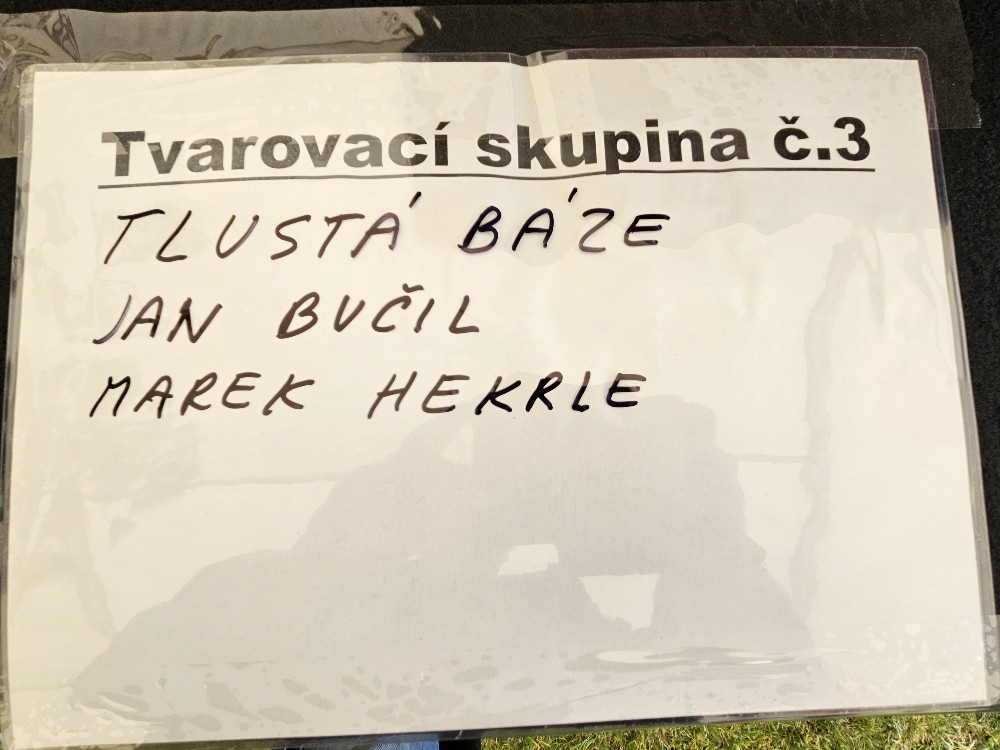 Tvarovací skupina č.3
TLUSTÁ BÁZE
JAN BUČIL
MAREK HEKRLE